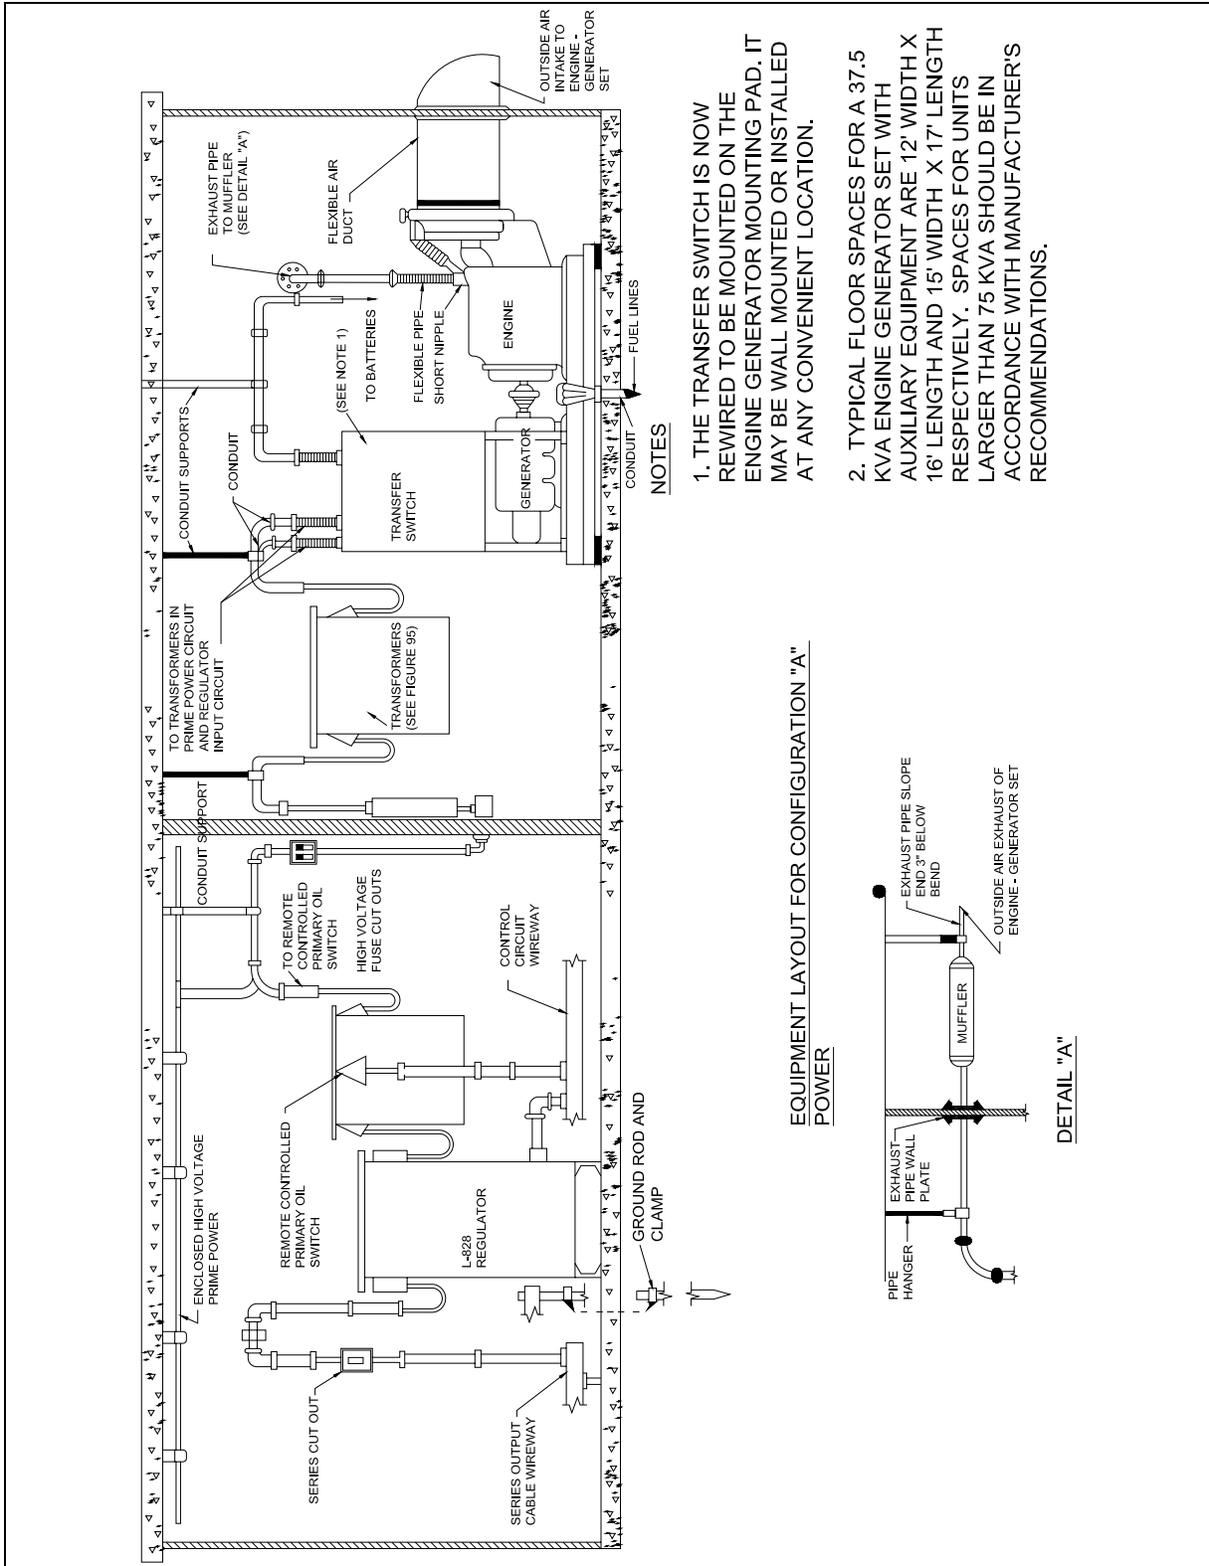 ENCLOSED HIGH VOLTAGE
PRIME POWER
CONDUIT SUPPORT
TO TRANSFORMERS IN
PRIME POWER CIRCUIT
AND REGULATOR
INPUT CIRCUIT
CONDUIT SUPPORTS
CONDUIT
EXHAUST PIPE
TO MUFFLER
(SEE DETAIL "A")
FLEXIBLE AIR
DUCT
OUTSIDE AIR
INTAKE TO
ENGINE -
GENERATOR
SET
(SEE NOTE 1)
TO BATTERIES
FLEXIBLE PIPE
SHORT NIPPLE
SERIES CUT OUT
REMOTE CONTROLLED
PRIMARY OIL
SWITCH
TO REMOTE
CONTROLLED
PRIMARY OIL
SWITCH
HIGH VOLTAGE
FUSE CUT OUTS
TRANSFORMERS
(SEE FIGURE 95)
TRANSFER
SWITCH
GENERATOR
ENGINE
SERIES OUTPUT
CABLE WIREWAY
L-828
REGULATOR
CONTROL
CIRCUIT
WIREWAY
CONDUIT
FUEL LINES
GROUND ROD AND
CLAMP
NOTES
1. THE TRANSFER SWITCH IS NOW
REWIRED TO BE MOUNTED ON THE
ENGINE GENERATOR MOUNTING PAD. IT
MAY BE WALL MOUNTED OR INSTALLED
AT ANY CONVENIENT LOCATION.
2. TYPICAL FLOOR SPACES FOR A 37.5
KVA ENGINE GENERATOR SET WITH
AUXILIARY EQUIPMENT ARE 12' WIDTH X
16' LENGTH AND 15' WIDTH X 17' LENGTH
RESPECTIVELY. SPACES FOR UNITS
LARGER THAN 75 KVA SHOULD BE IN
ACCORDANCE WITH MANUFACTURER'S
RECOMMENDATIONS.
EQUIPMENT LAYOUT FOR CONFIGURATION "A"
POWER
PIPE
HANGER
EXHAUST
PIPE WALL
PLATE
MUFFLER
EXHAUST PIPE SLOPE
END 3" BELOW
BEND
OUTSIDE AIR EXHAUST OF
ENGINE - GENERATOR SET
DETAIL "A"